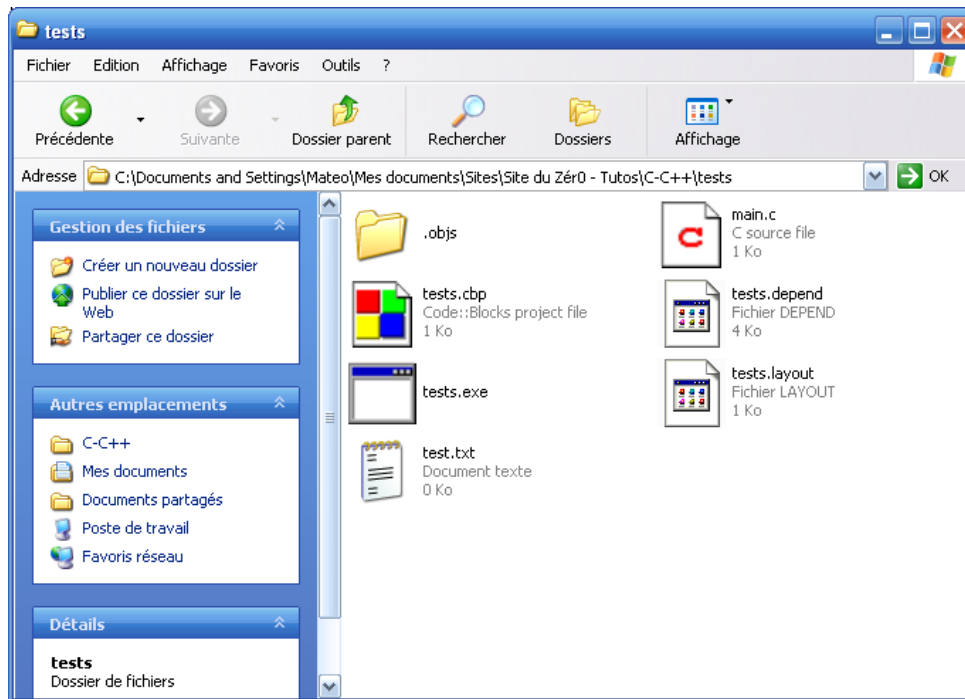 tests
Fichier Edition Affichage Favoris Outils ?
Précédente Suivante Dossier parent Rechercher Dossiers Affichage
Adresse C:\Documents and Settings\Mateo\Mes documents\Sites\Site du Zér0 - Tutos\C-C++\tests OK
Gestion des fichiers
Créer un nouveau dossier
Publier ce dossier sur le
Web
Partager ce dossier
Autres emplacements
C-C++
Mes documents
Documents partagés
Poste de travail
Favoris réseau
Détails
tests
Dossier de fichiers
.objs
main.c
C source file
1 Ko
tests.cbp
Code::Blocks project file
1 Ko
tests.depend
Fichier DEPEND
4 Ko
tests.exe
tests.layout
Fichier LAYOUT
1 Ko
test.txt
Document texte
0 Ko